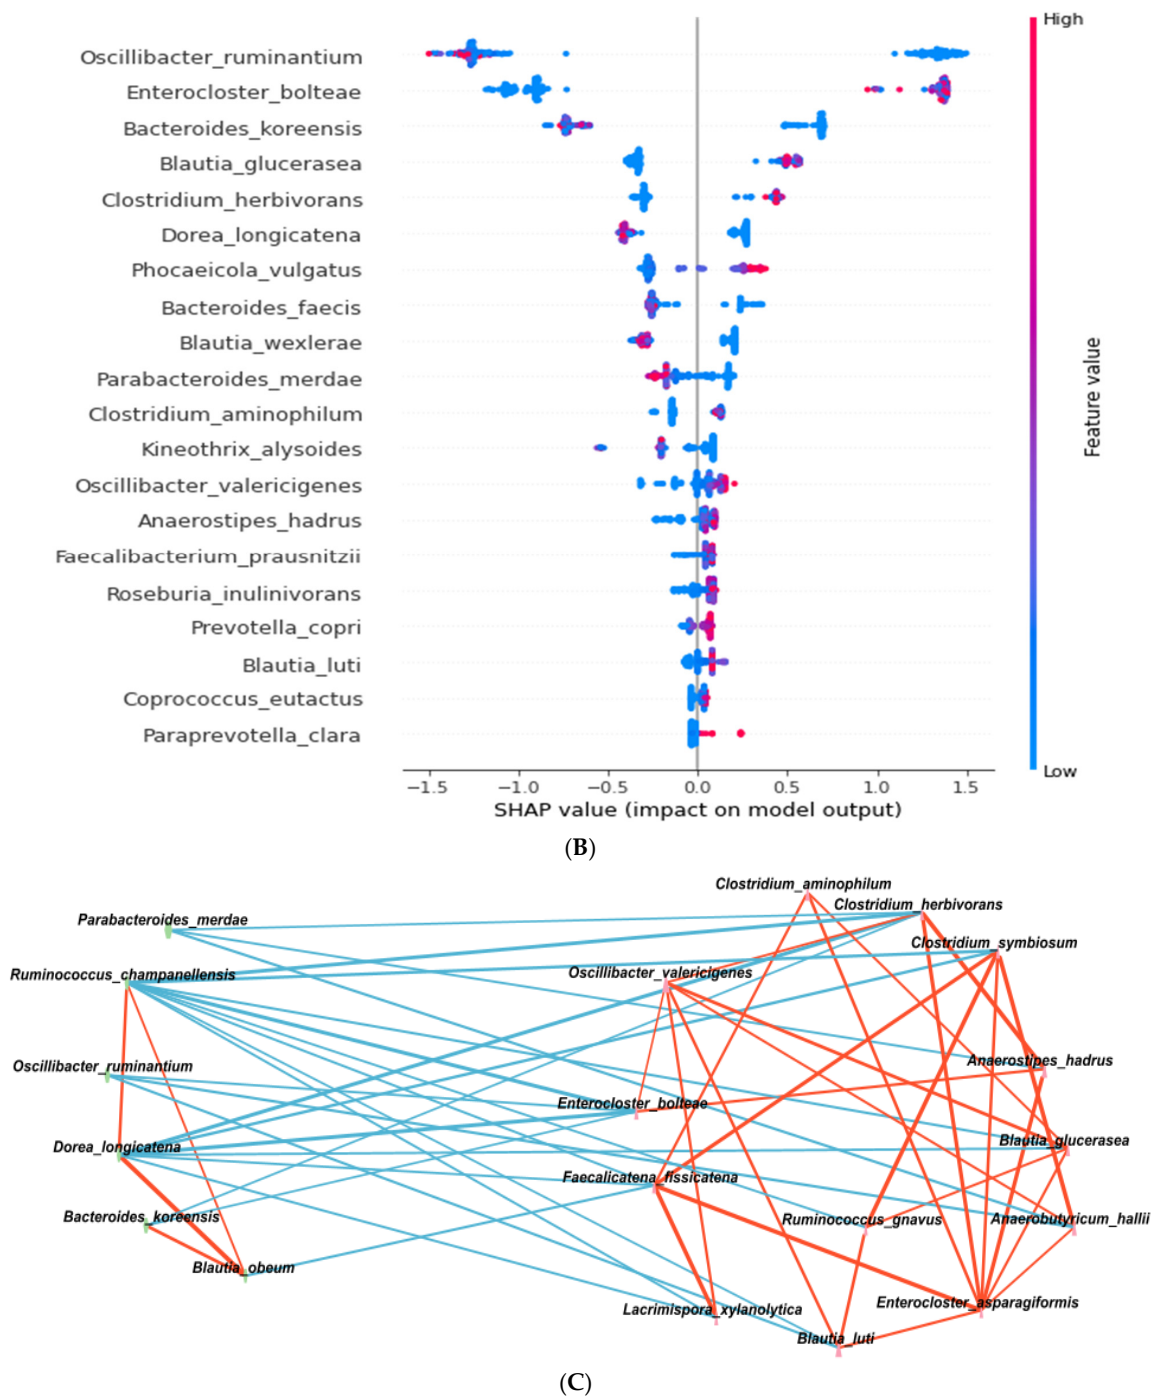 High
Oscillibacter_ruminantium
Enterocloster_bolteae
Bacteroides_koreensis
Blautia_glucerasea
Clostridium_herbivorans
Dorea_longicatena
Phocaeicola_vulgatus
Bacteroides_faecis
Blautia_wexlerae
Parabacteroides_merdae
Clostridium_aminophilum
Kineothrix_alysoides
Oscillibacter_valericigenes
Anaerostipes_hadrus
Faecalibacterium_prausnitzii
Roseburia_inulinivorans
Prevotella_copri
Blautia_luti
Coprococcus_eutactus
Paraprevotella_clara
Feature value
Low
−1.5 −1.0 −0.5 0.0 0.5 1.0 1.5
SHAP value (impact on model output)
(B)
Clostridium_aminophilum
Clostridium_herbivorans
Parabacteroides_merdae
Clostridium_symbiosum
Ruminococcus_champanellensis
Oscillibacter_valericigenes
Oscillibacter_ruminantium
Anaerostipes_hadrus
Enterocloster_bolteae
Dorea_longicatena
Blautia_glucerasea
Faecalicatena_fissicatena
Bacteroides_koreensis
Ruminococcus_gnavus
Anaerobutyricum_hallii
Blautia_obeum
Lacrimispora_xylanolytica
Enterocloster_asparagiformis
Blautia_luti
(C)